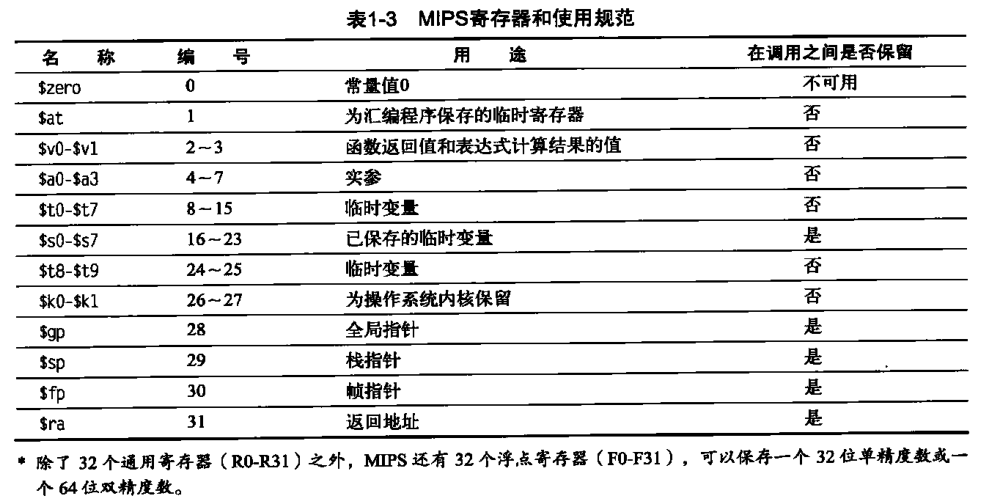 表1-3 MIPS寄存器和使用规范
名 称 编 号 用 途 在调用之间是否保留
$zero 0 常量值0 不可用
$at 1 为汇编程序保存的临时寄存器 否
$v0-$v1 2~3 函数返回值和表达式计算结果的值 否
$a0-$a3 4~7 实参 否
$t0-$t7 8~15 临时变量 否
$s0-$s7 16~23 已保存的临时变量 是
$t8-$t9 24~25 临时变量 否
$k0-$k1 26~27 为操作系统内核保留 否
$gp 28 全局指针 是
$sp 29 栈指针 是
$fp 30 帧指针 是
$ra 31 返回地址 是
* 除了 32 个通用寄存器（R0-R31）之外，MIPS 还有 32 个浮点寄存器（F0-F31），可以保存一个 32 位单精度数或一
个 64 位双精度数。